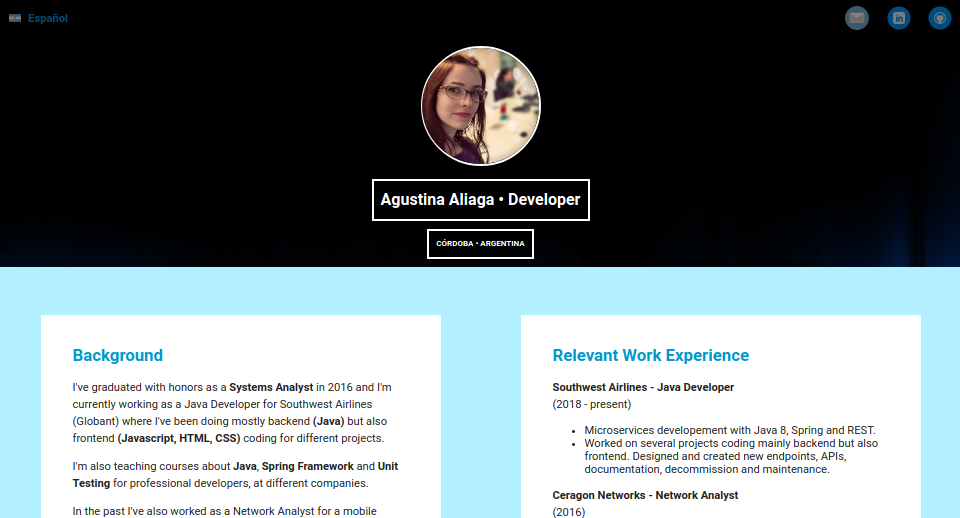 Español
Agustina Aliaga • Developer
CÓRDOBA • ARGENTINA
Background
I've graduated with honors as a Systems Analyst in 2016 and I'm
currently working as a Java Developer for Southwest Airlines
(Globant) where I've been doing mostly backend (Java) but also
frontend (Javascript, HTML, CSS) coding for different projects.
I'm also teaching courses about Java, Spring Framework and Unit
Testing for professional developers, at different companies.
In the past I've also worked as a Network Analyst for a mobile
Relevant Work Experience
Southwest Airlines - Java Developer
(2018 - present)
• Microservices developement with Java 8, Spring and REST.
• Worked on several projects coding mainly backend but also
frontend. Designed and created new endpoints, APIs,
documentation, decommission and maintenance.
Ceragon Networks - Network Analyst
(2016)